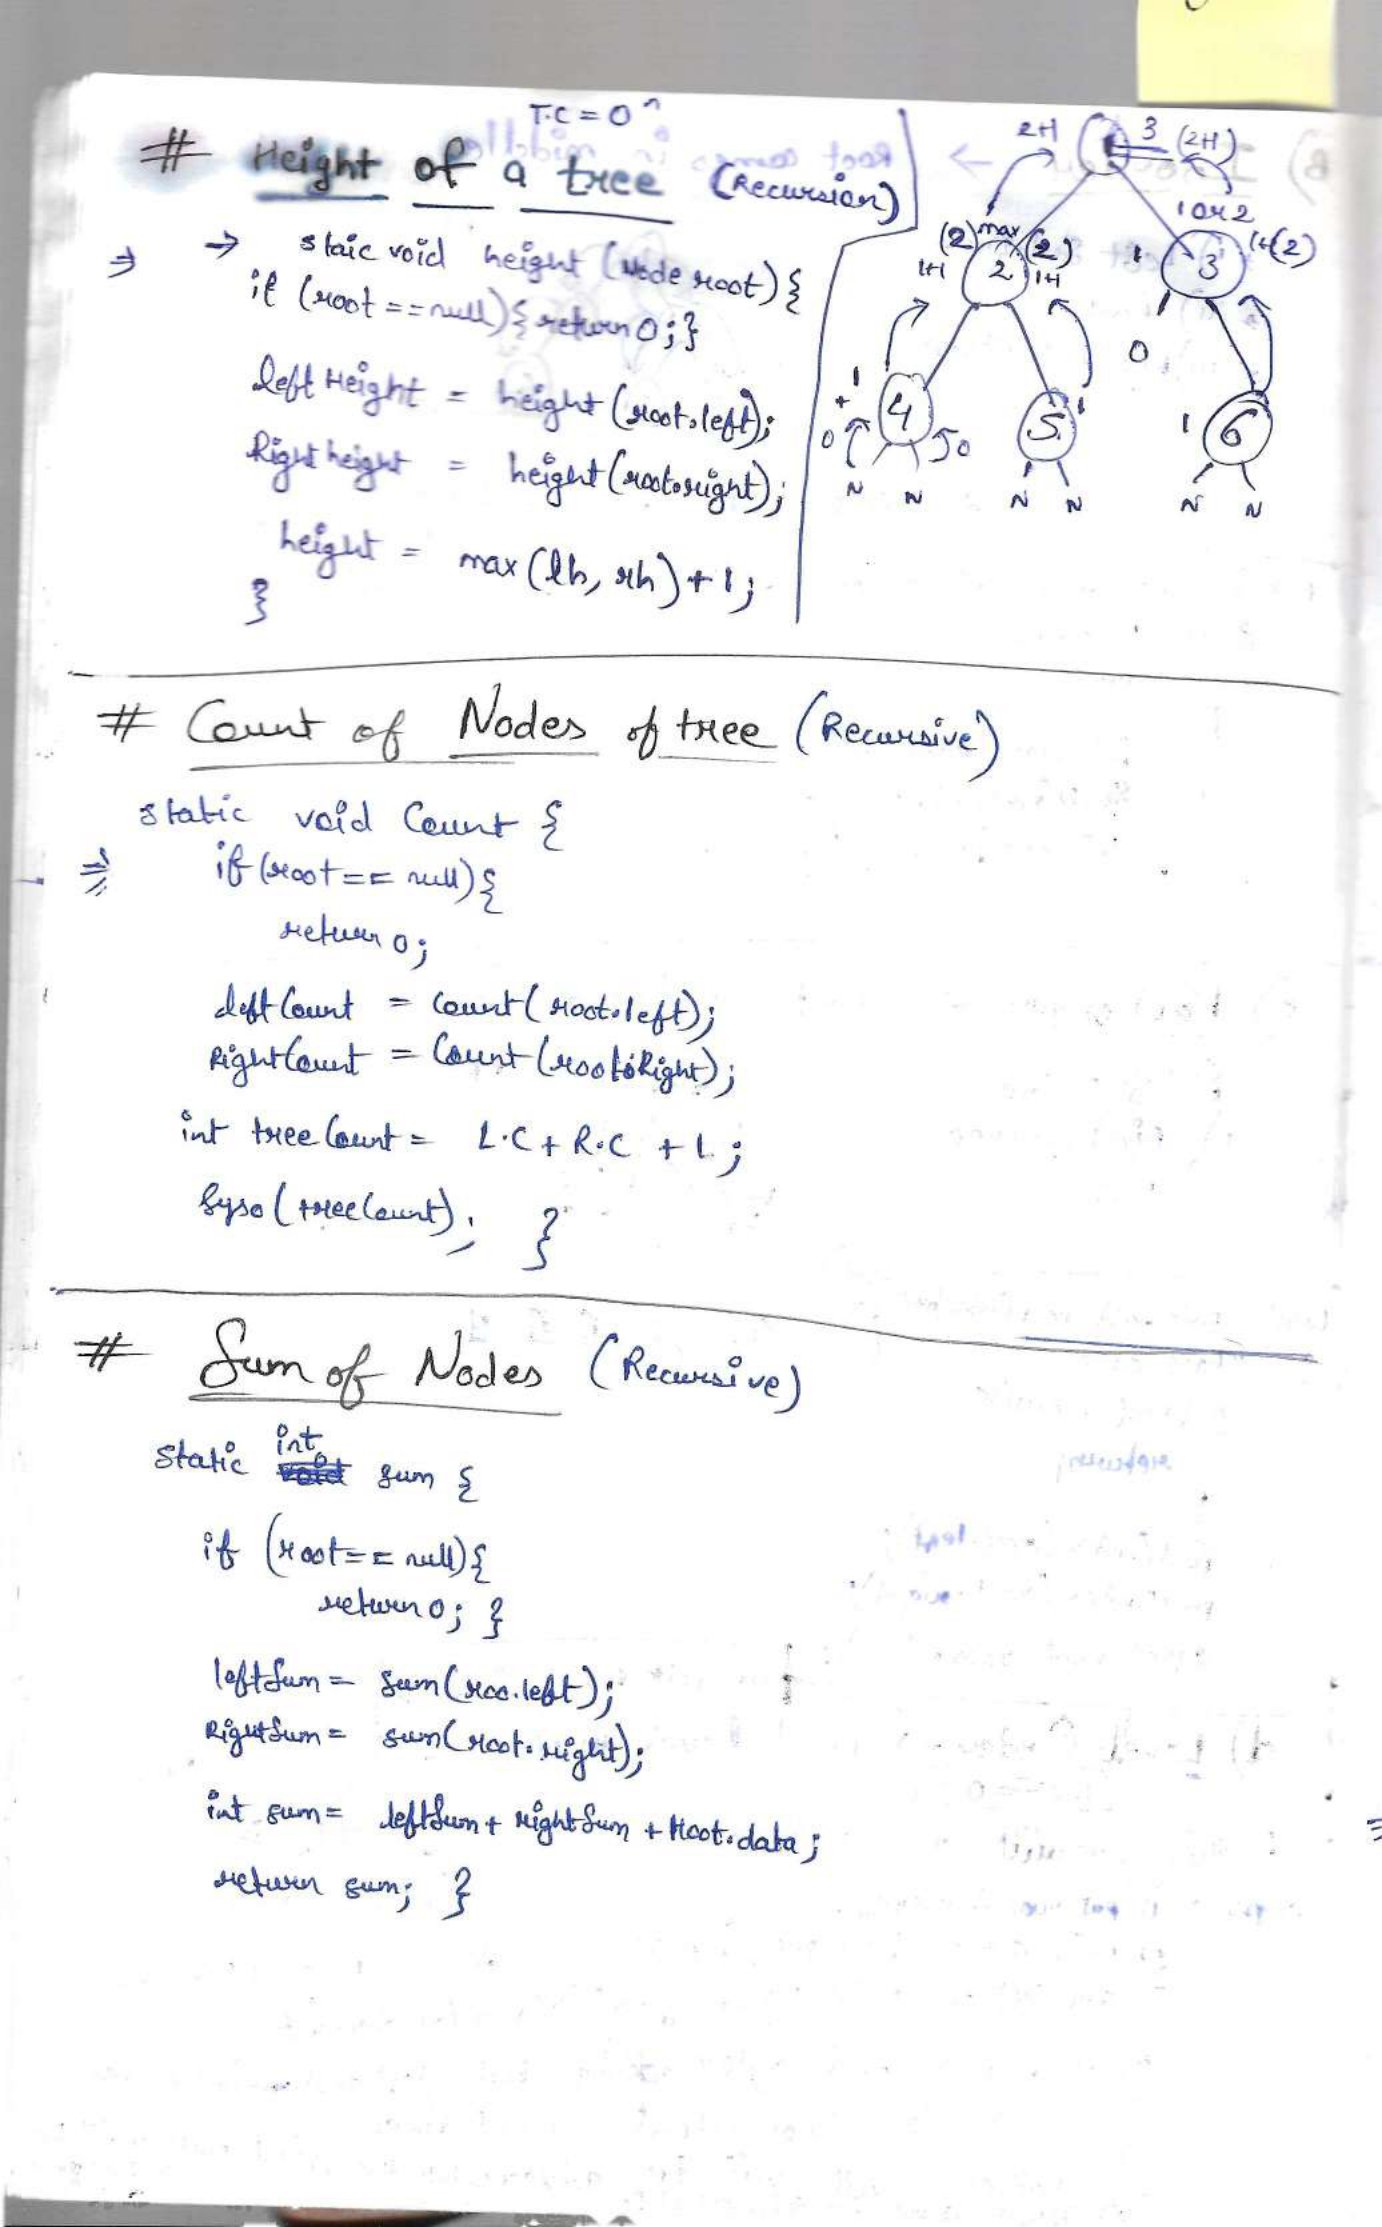 T.C = O^n
# Height of a tree (Recursion)
⇒ → staic void height (Node root) {
if (root == null) { return 0; }
left Height = height (root.left);
Right height = height (root.right);
height = max (lh, rh) + 1;
}
2+1 1 3 (2+1)
1 or 2
(2) max (2)
1+1 2 1+1
1 3 1+(2)
0
1
+
0 4 0
5 1
1 6
N N N N N N
# Count of Nodes of tree (Recursive)
static void Count {
⇒ if (root == null) {
return 0;
left Count = Count (root.left);
Right Count = Count (root.Right);
int tree Count = L.C + R.C + 1;
Syso (treeCount); }
# Sum of Nodes (Recursive)
int
static void sum {
if (root == null) {
return 0; }
left Sum = Sum (roo.left);
Right Sum = sum (root.right);
int sum = leftSum + rightSum + root.data;
return sum; }